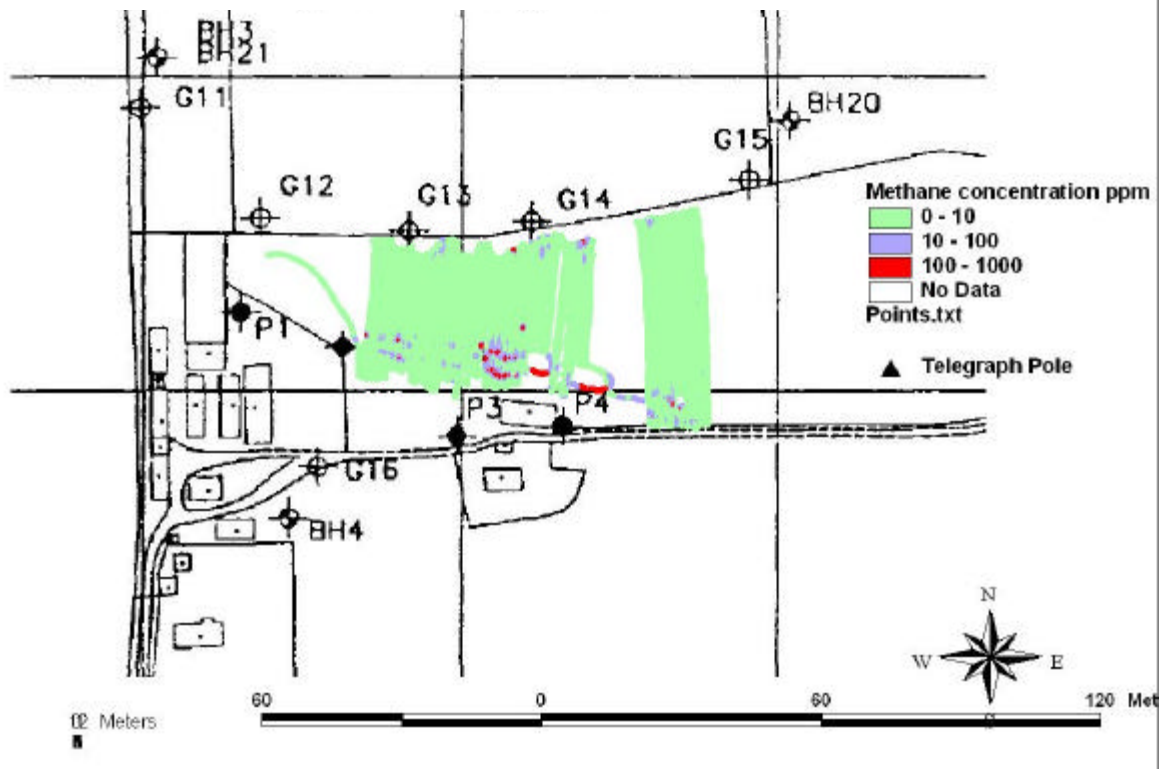 BH3
BH21
G11
BH20
G15
G12
G13
G14
Methane concentration ppm
0 - 10
10 - 100
100 - 1000
No Data
Points.txt
Telegraph Pole
P1
P3
P4
G16
BH4
N
W E
S
60 0 60 120 Met
Meters